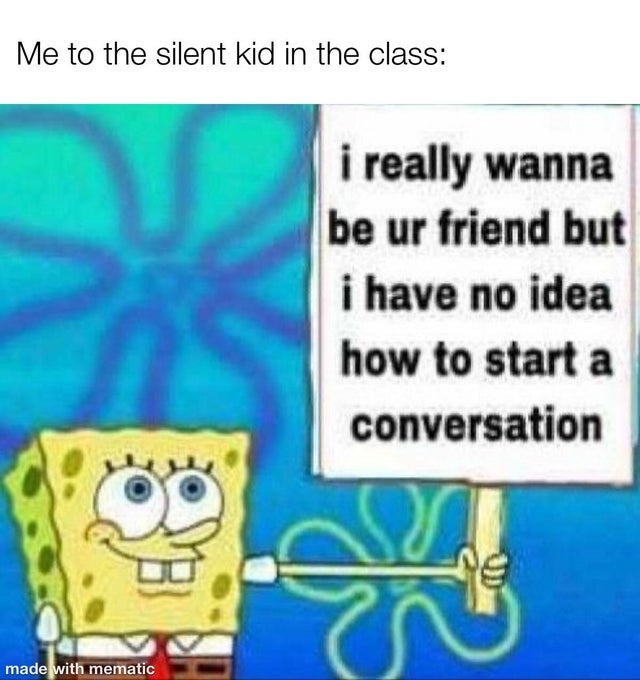 Me to the silent kid in the class:
i really wanna
be ur friend but
i have no idea
how to start a
conversation
made with mematic